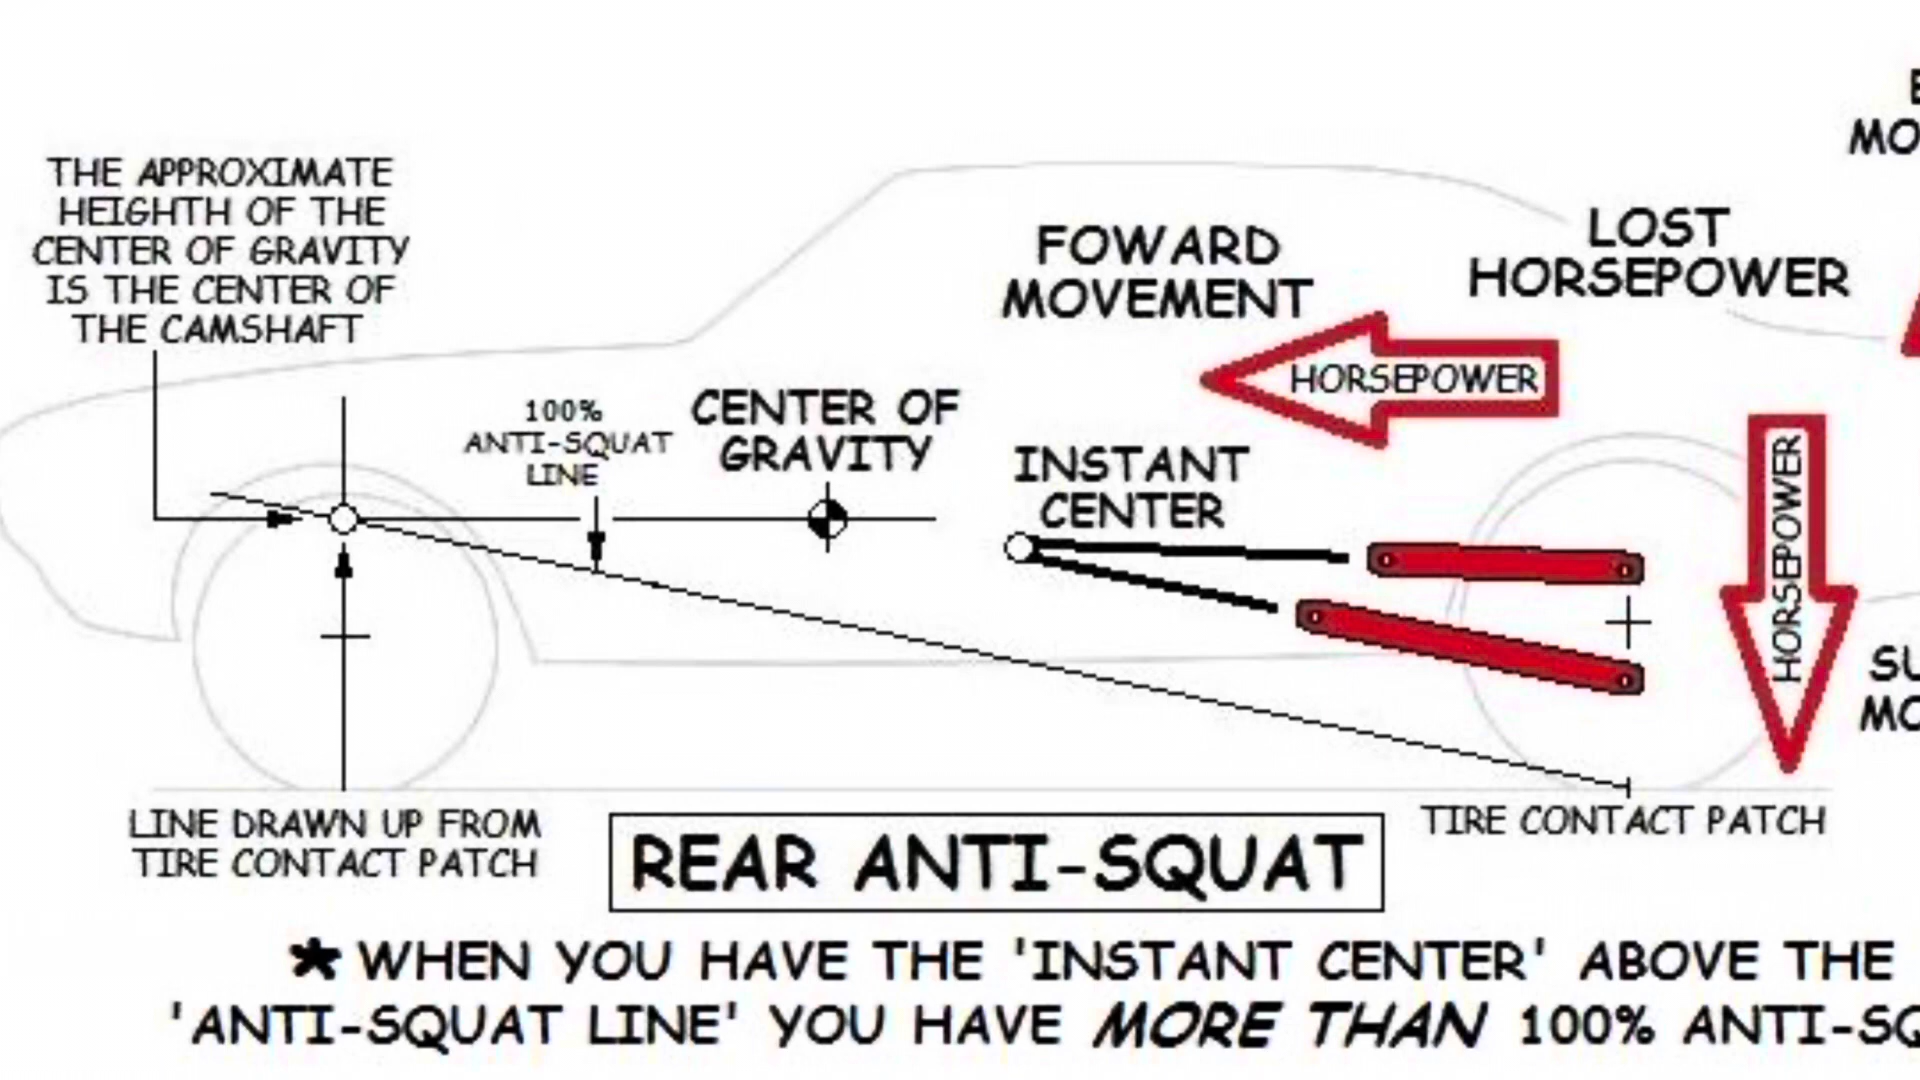 THE APPROXIMATE
HEIGHTH OF THE
CENTER OF GRAVITY
IS THE CENTER OF
THE CAMSHAFT
100%
ANTI-SQUAT
LINE
CENTER OF
GRAVITY
FOWARD
MOVEMENT
HORSEPOWER
LOST
HORSEPOWER
INSTANT
CENTER
HORSEPOWER
LINE DRAWN UP FROM
TIRE CONTACT PATCH
TIRE CONTACT PATCH
REAR ANTI-SQUAT
* WHEN YOU HAVE THE 'INSTANT CENTER' ABOVE THE
'ANTI-SQUAT LINE' YOU HAVE MORE THAN 100%